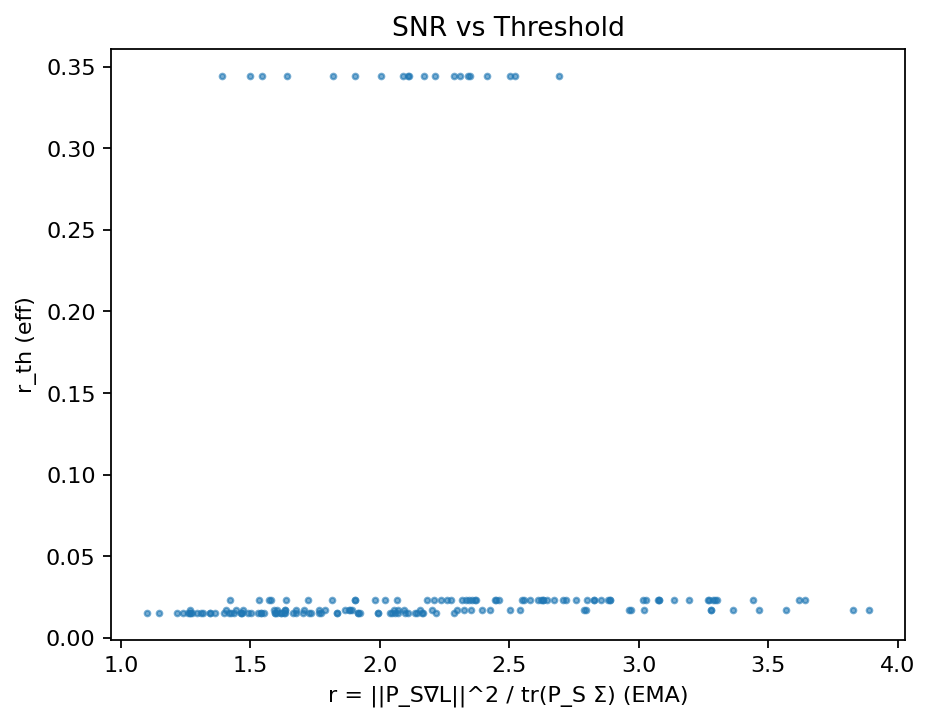 SNR vs Threshold
0.35
0.30
0.25
0.20
0.15
0.10
0.05
0.00
r_th (eff)
1.0 1.5 2.0 2.5 3.0 3.5 4.0
r = ||P_S∇L||^2 / tr(P_S Σ) (EMA)